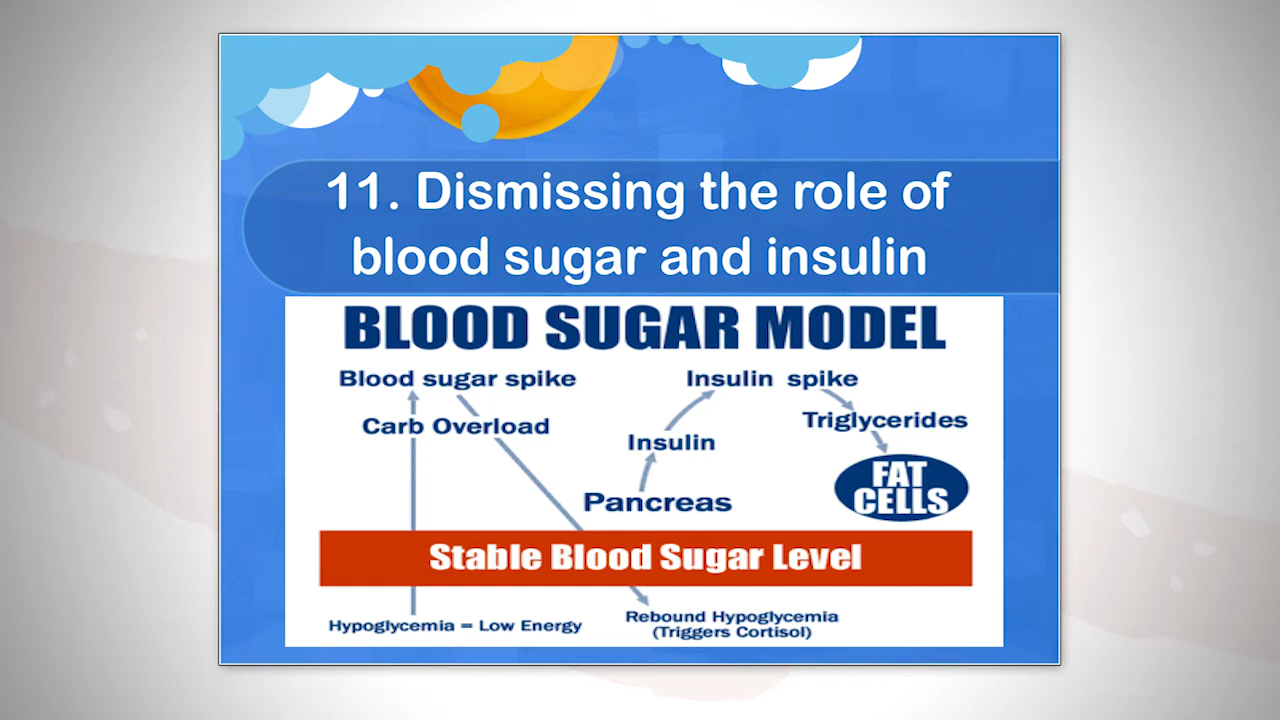 11. Dismissing the role of
blood sugar and insulin
BLOOD SUGAR MODEL
Blood sugar spike
Insulin spike
Carb Overload
Triglycerides
Insulin
FAT
CELLS
Pancreas
Stable Blood Sugar Level
Hypoglycemia = Low Energy
Rebound Hypoglycemia
(Triggers Cortisol)